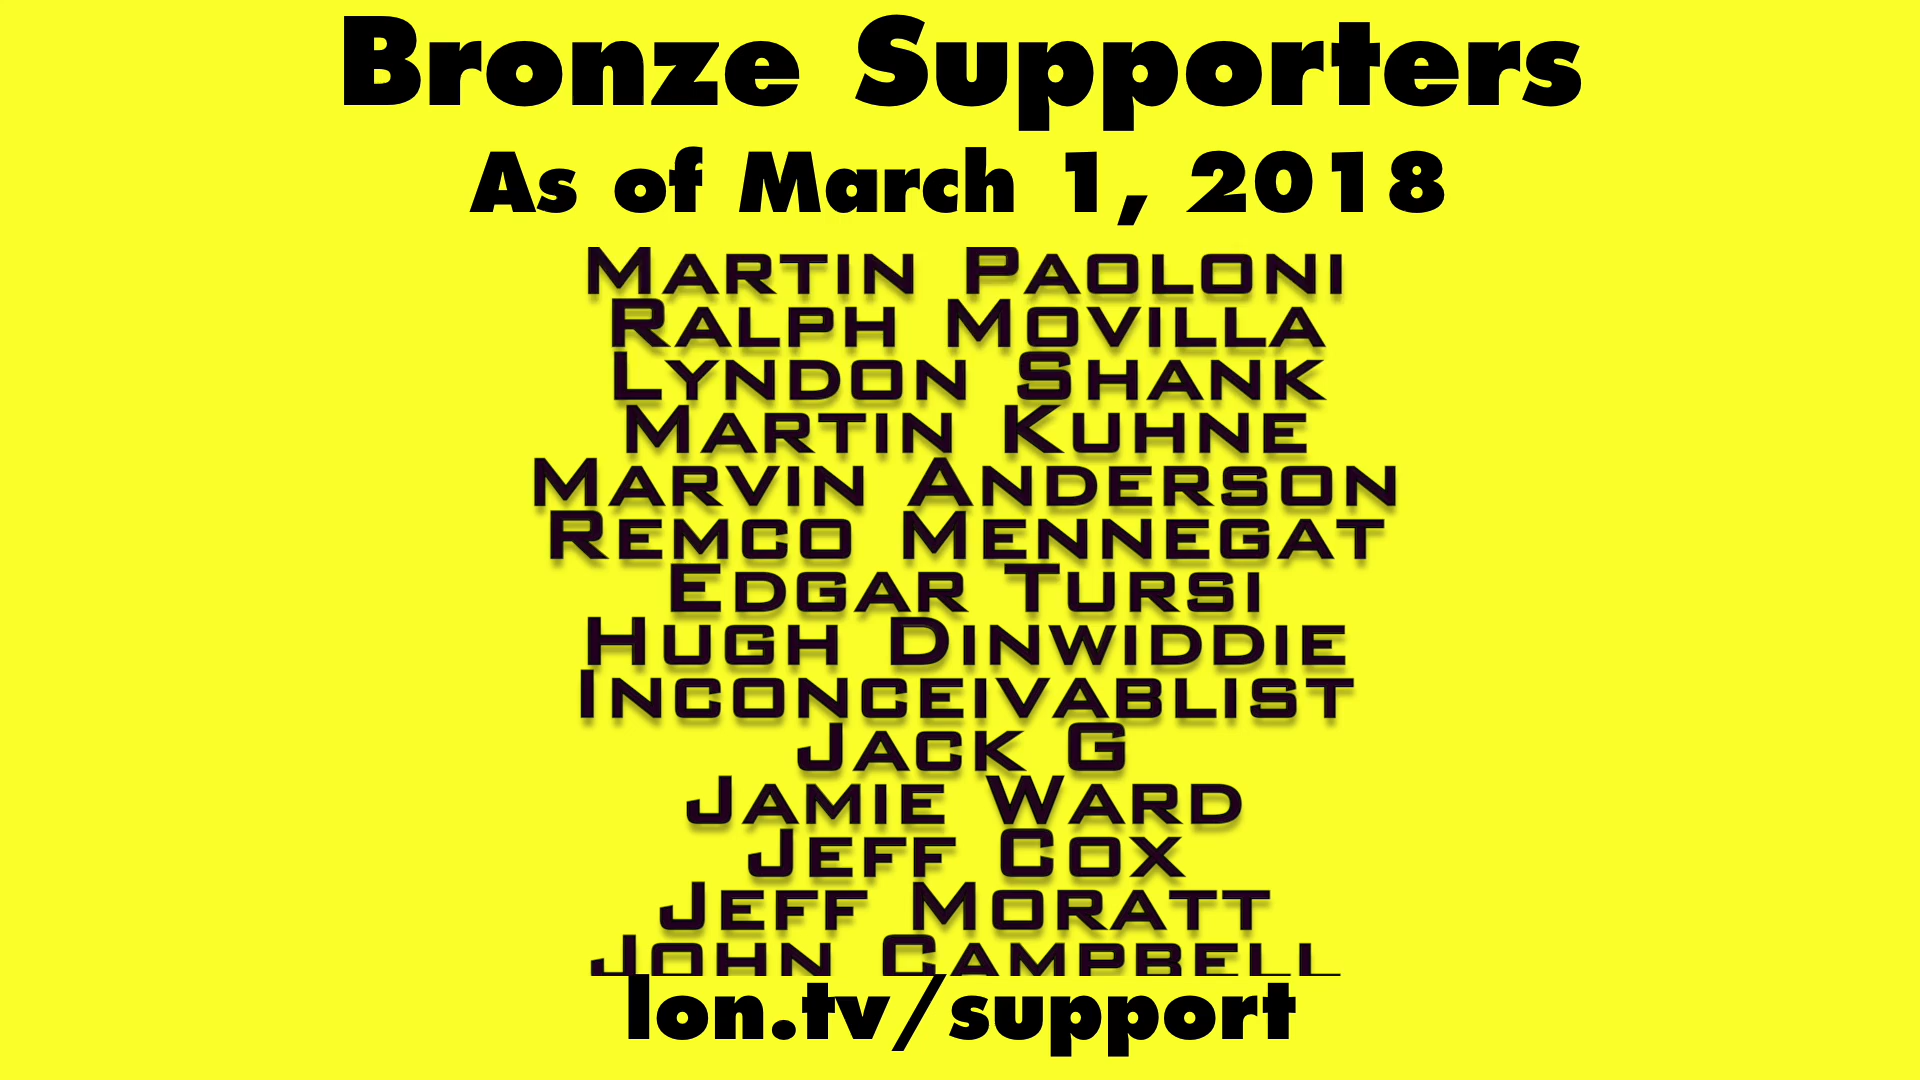 Bronze Supporters
As of March 1, 2018
Martin Paoloni
Ralph Movilla
Lyndon Shank
Martin Kuhne
Marvin Anderson
Remco Mennegat
Edgar Tursi
Hugh Dinwiddie
Inconceivablist
Jack G
Jamie Ward
Jeff Cox
Jeff Moratt
John Campbell
lon.tv/support